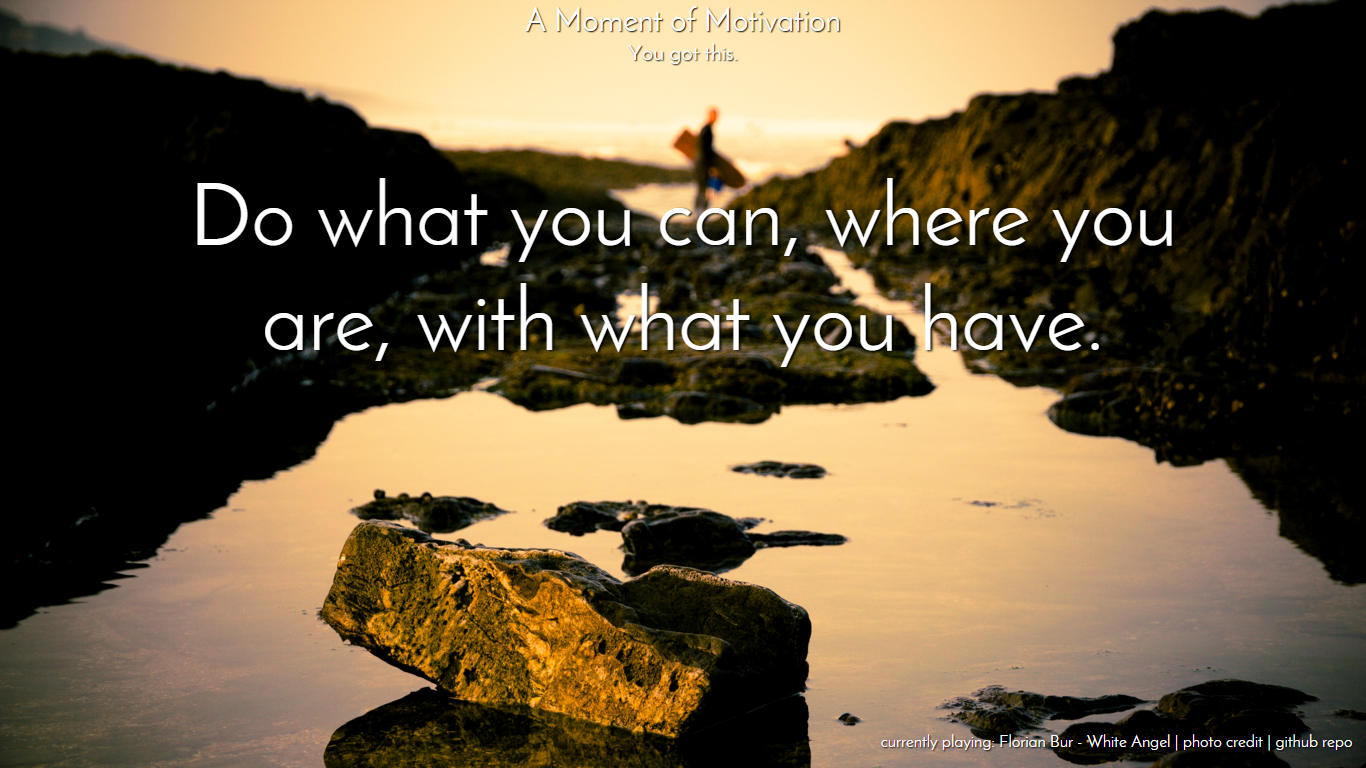 A Moment of Motivation
You got this.
Do what you can, where you
are, with what you have.
currently playing: Florian Bur - White Angel | photo credit | github repo